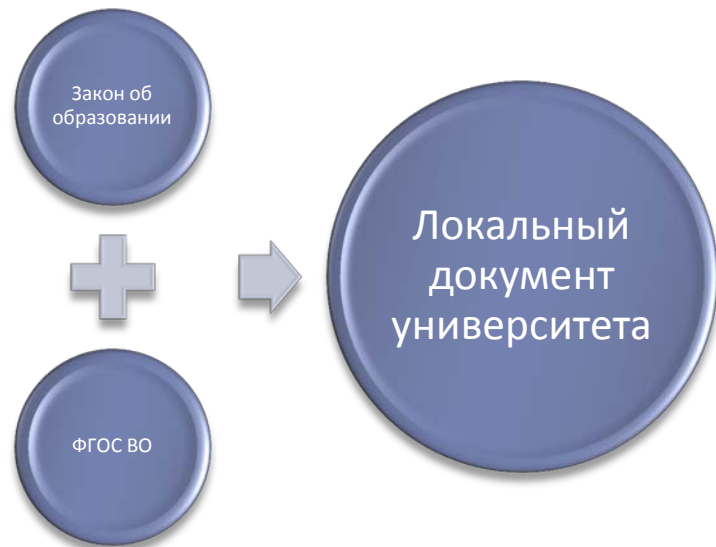 Закон об
образовании
ФГОС ВО
Локальный
документ
университета